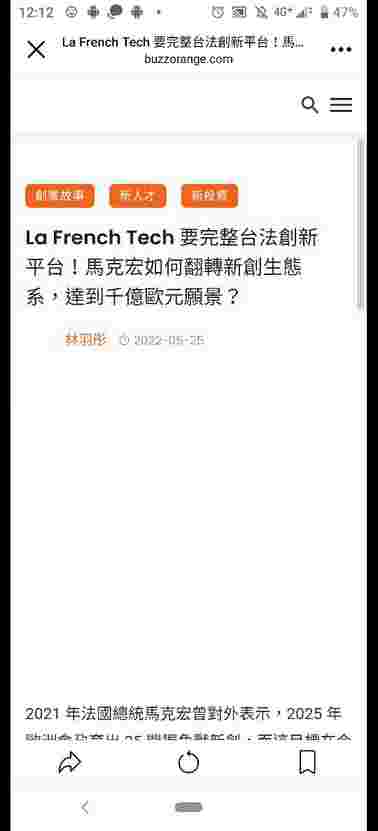 12:12 4G+ 47%
La French Tech 要完整台法創新平台！馬...
buzzorange.com
創業故事 新人才 新投資
La French Tech 要完整台法創新
平台！馬克宏如何翻轉新創生態
系，達到千億歐元願景？
林羽彤 2022-05-25
2021 年法國總統馬克宏曾對外表示，2025 年